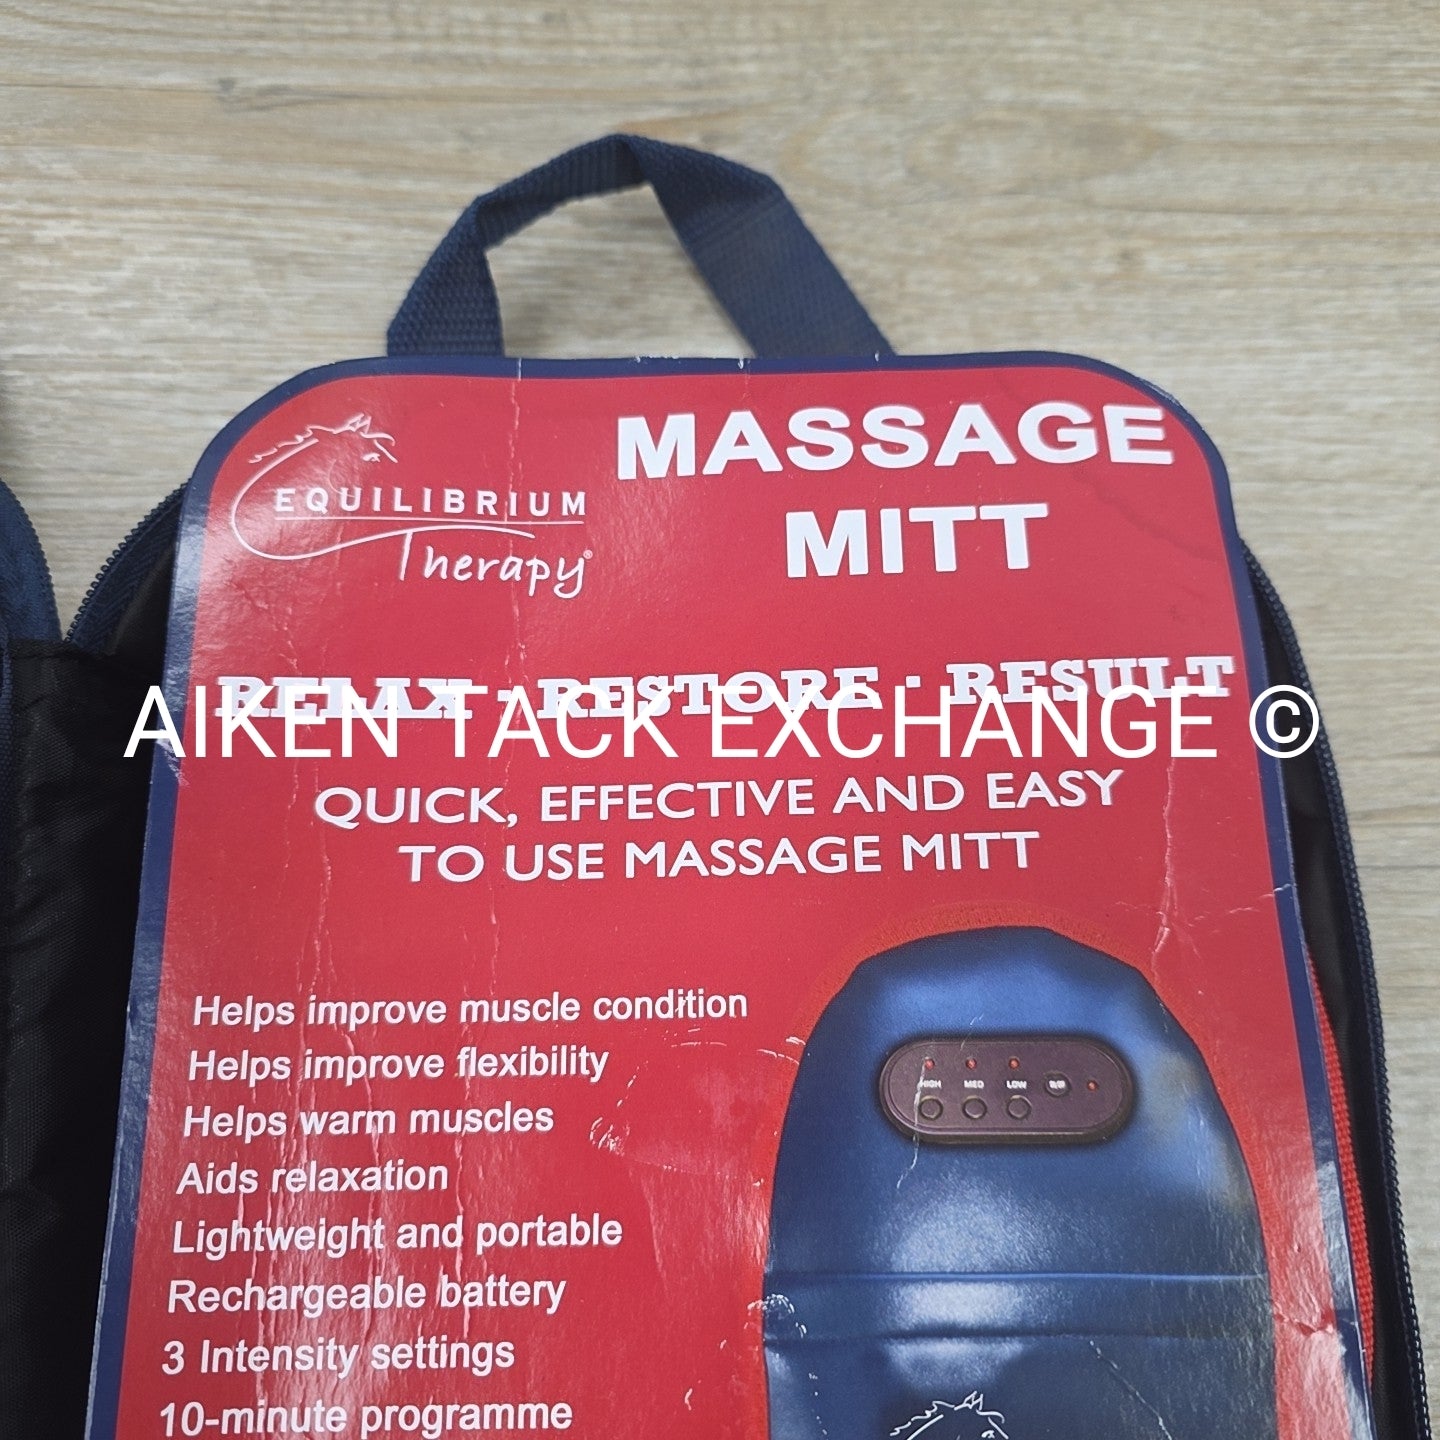 MASSAGE
MITT
EQUILIBRIUM
Therapy®
RELAX · RESTORE · RESULT
AIKEN TACK EXCHANGE ©
QUICK, EFFECTIVE AND EASY
TO USE MASSAGE MITT
Helps improve muscle condition
Helps improve flexibility
Helps warm muscles
Aids relaxation
Lightweight and portable
Rechargeable battery
3 Intensity settings
10-minute programme
HIGH MED LOW